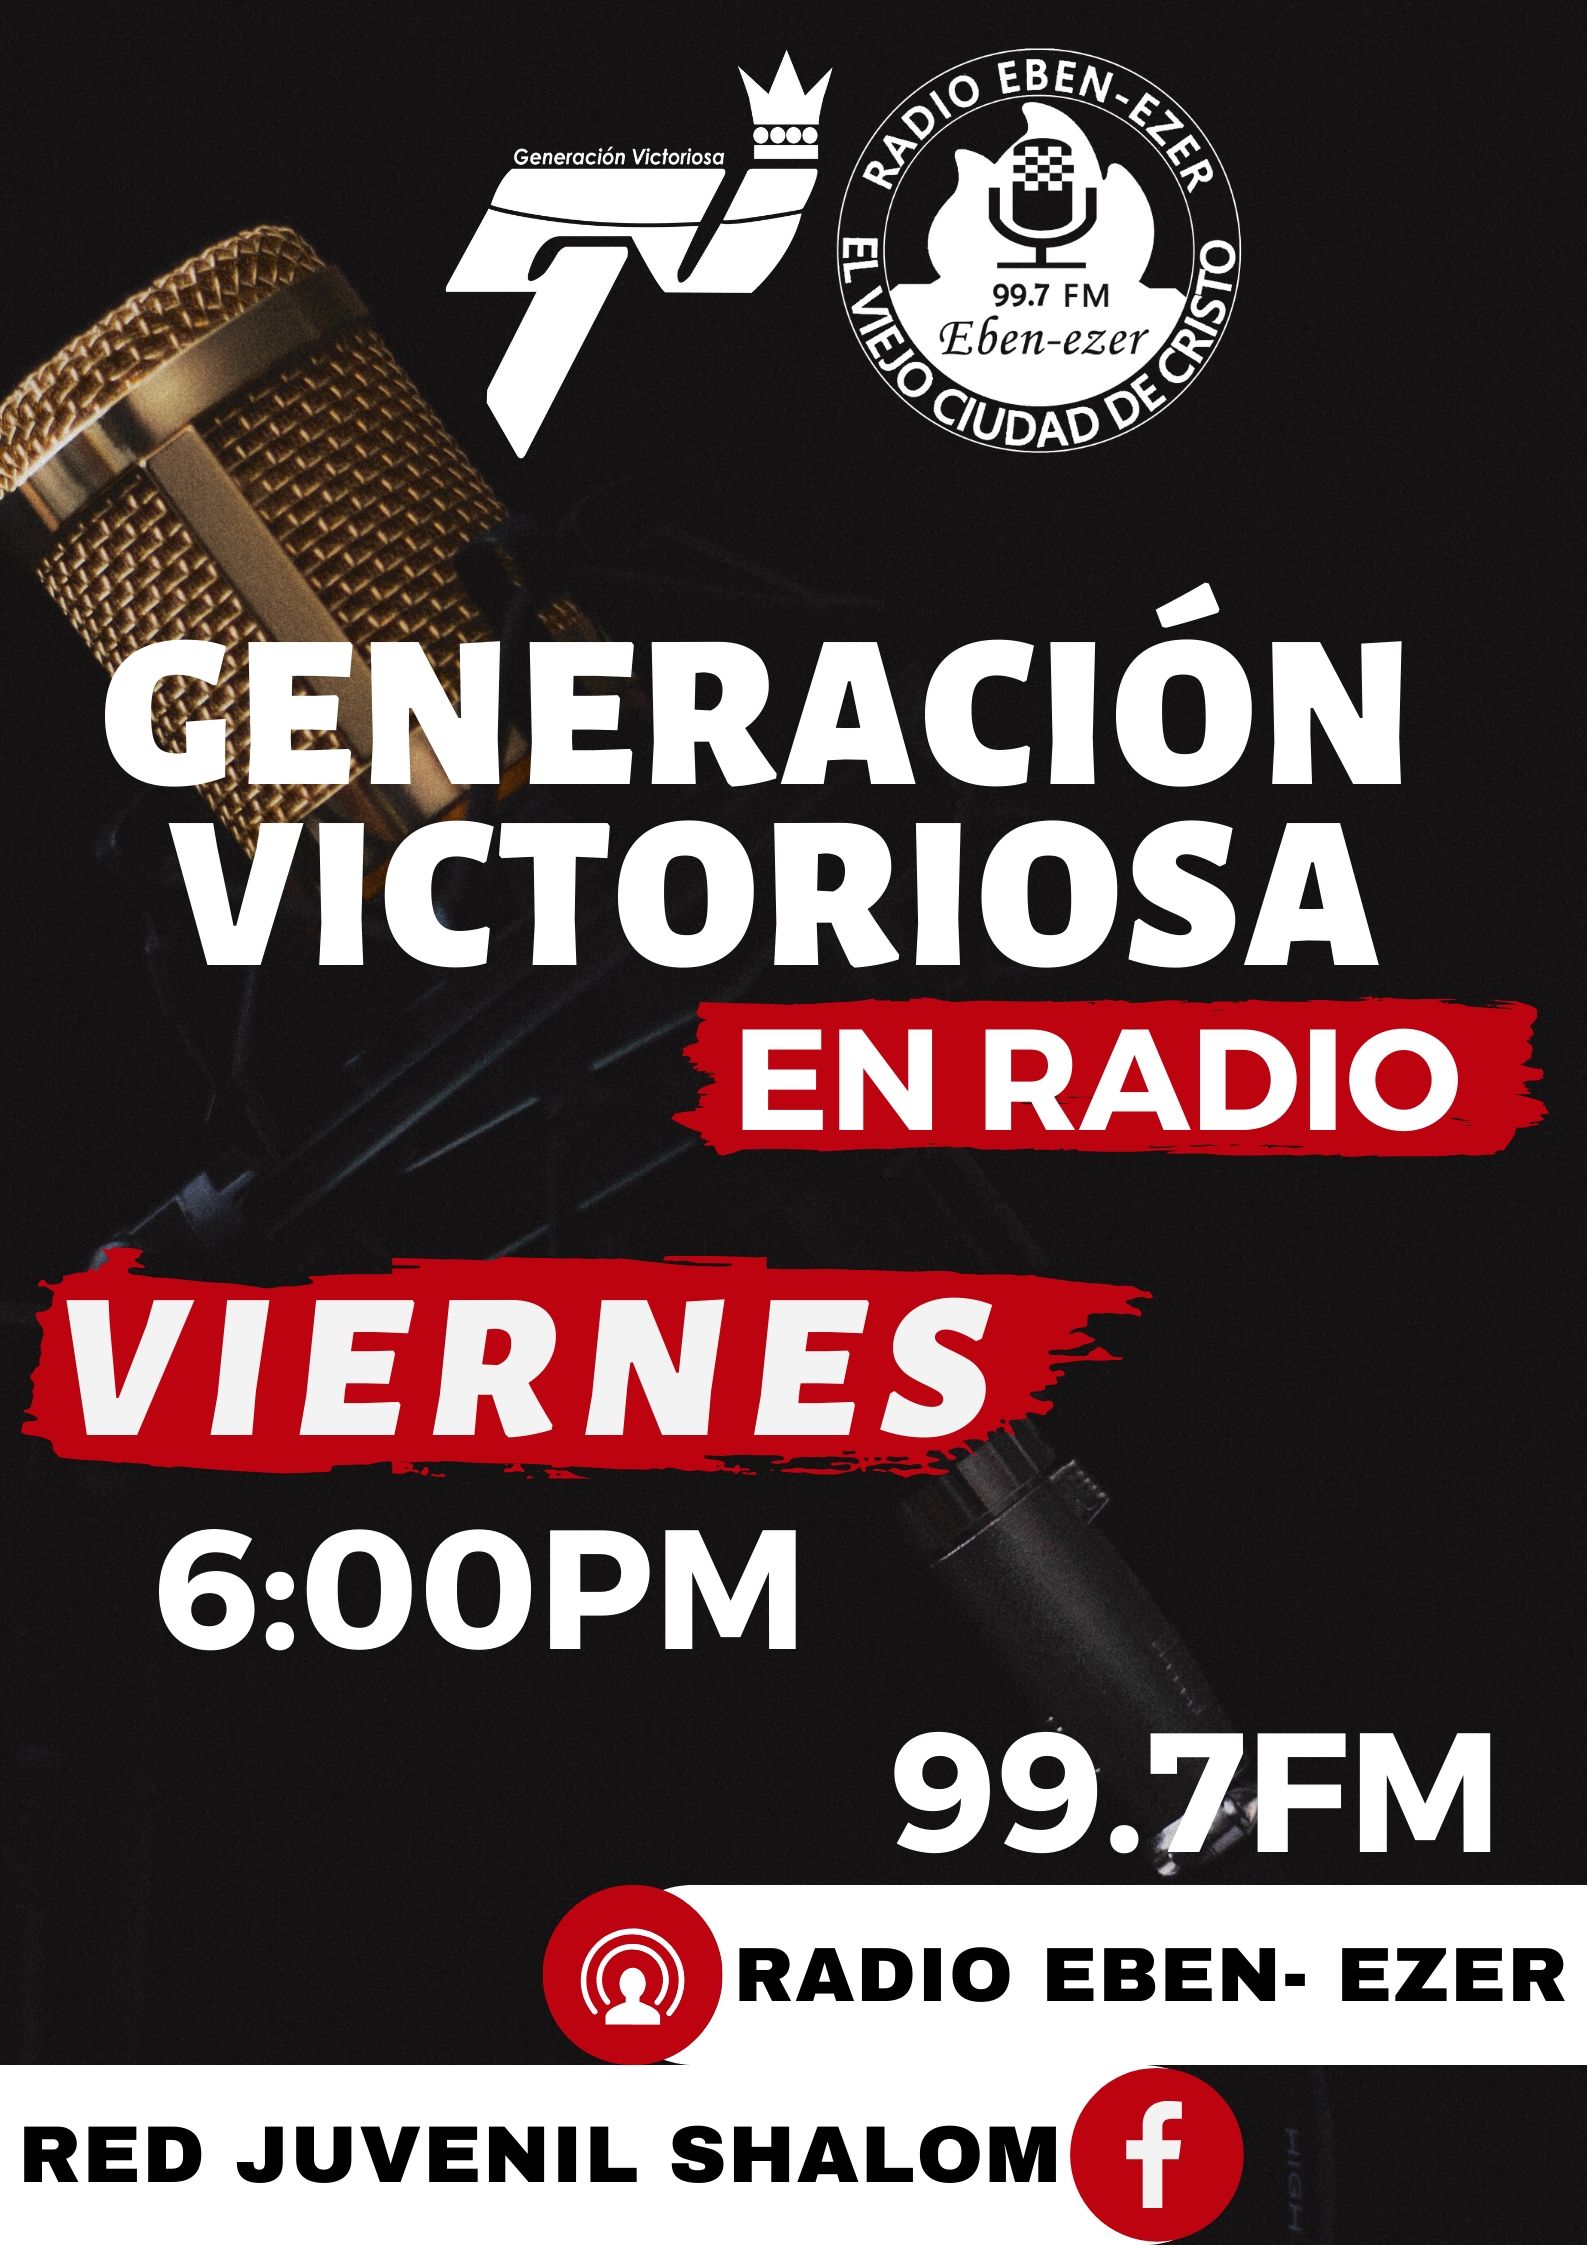 Generación Victoriosa
RADIO EBEN-EZER
99.7 FM
Eben-ezer
EL VIEJO CIUDAD DE CRISTO
GENERACIÓN
VICTORIOSA
EN RADIO
VIERNES
6:00PM
99.7FM
RADIO EBEN- EZER
RED JUVENIL SHALOM
HIGH